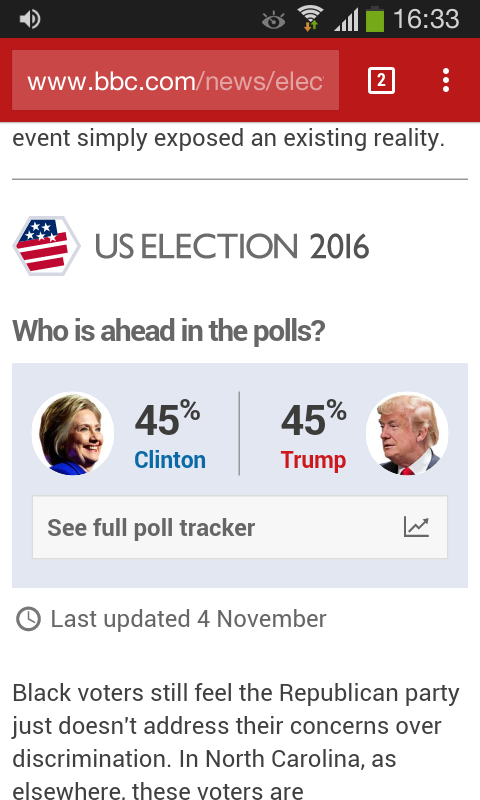 16:33
www.bbc.com/news/elec
2
event simply exposed an existing reality.
US ELECTION 2016
Who is ahead in the polls?
45% 45%
Clinton Trump
See full poll tracker
Last updated 4 November
Black voters still feel the Republican party
just doesn't address their concerns over
discrimination. In North Carolina, as
elsewhere, these voters are